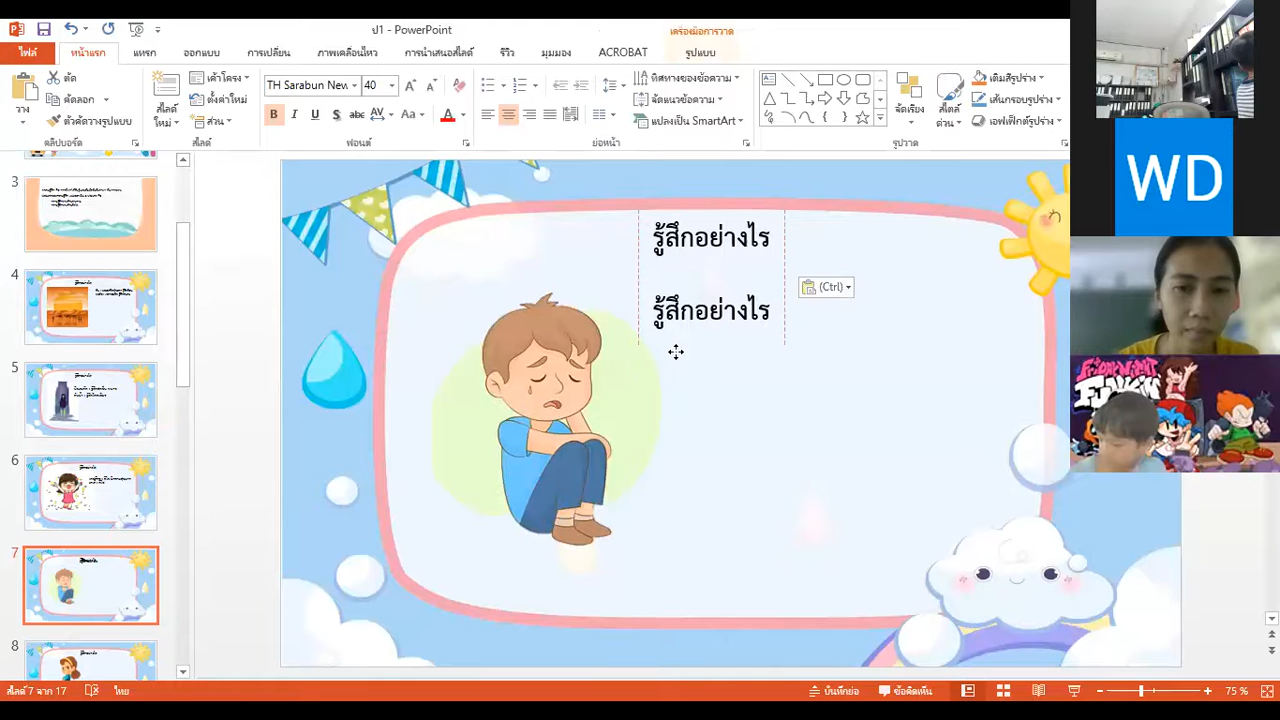 ป1 - PowerPoint
เครื่องมือการวาด
ไฟล์ หน้าแรก แทรก ออกแบบ การเปลี่ยน ภาพเคลื่อนไหว การนำเสนอสไลด์ รีวิว มุมมอง ACROBAT รูปแบบ
วาง
ตัด
คัดลอก
ตัวคัดวางรูปแบบ
คลิปบอร์ด
สไลด์ใหม่
เค้าโครง
ตั้งค่าใหม่
ส่วน
สไลด์
TH Sarabun New 40
B I U S abc AV Aa A
ฟอนต์
ทิศทางของข้อความ
จัดแนวข้อความ
แปลงเป็น SmartArt
ย่อหน้า
จัดเรียง
สไตล์ด่วน
เติมสีรูปร่าง
เส้นกรอบรูปร่าง
เอฟเฟ็กต์รูปร่าง
รูปวาด
3
4
5
6
7
8
รู้สึกอย่างไร
(Ctrl)
รู้สึกอย่างไร
WD
FRIDAY NIGHT
FUNKIN
สไลด์ 7 จาก 17
ไทย
บันทึกย่อ
ข้อคิดเห็น
75 %